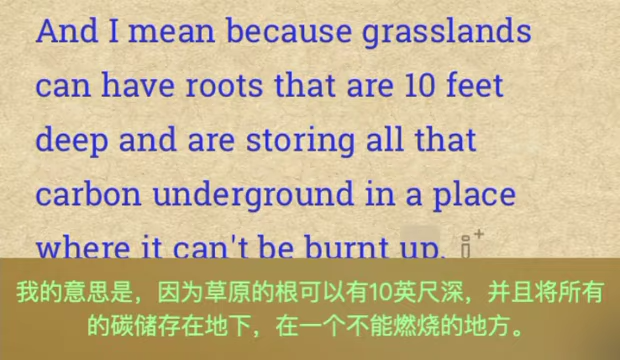 And I mean because grasslands
can have roots that are 10 feet
deep and are storing all that
carbon underground in a place
where it can't be burnt up.
我的意思是，因为草原的根可以有10英尺深，并且将所有
的碳储存在地下，在一个不能燃烧的地方。